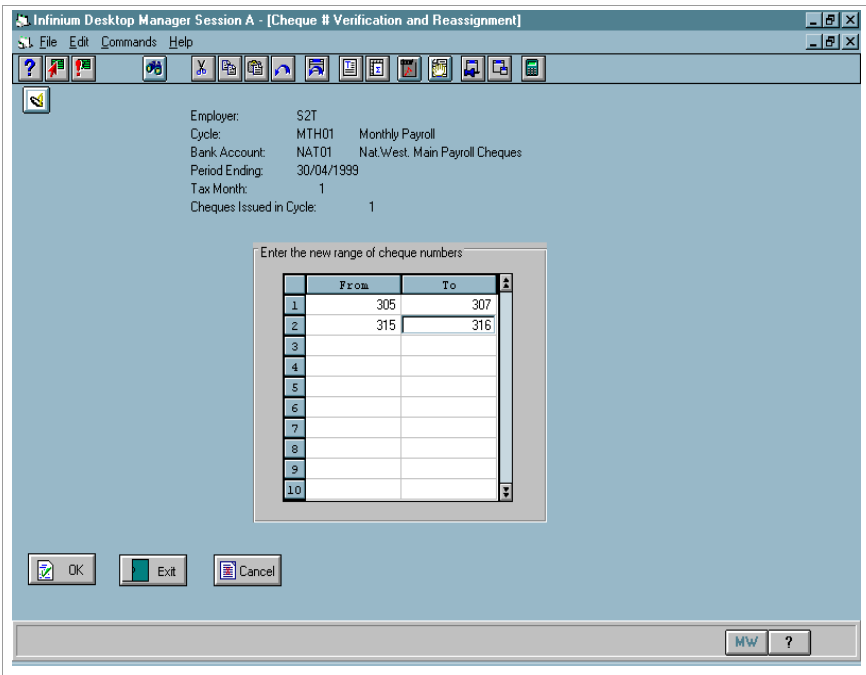 Infinium Desktop Manager Session A - [Cheque # Verification and Reassignment]
File Edit Commands Help
Employer: S2T
Cycle: MTH01 Monthly Payroll
Bank Account: NAT01 Nat.West. Main Payroll Cheques
Period Ending: 30/04/1999
Tax Month: 1
Cheques Issued in Cycle: 1
Enter the new range of cheque numbers
From To
1 305 307
2 315 316
3
4
5
6
7
8
9
10
OK Exit Cancel
MW ?